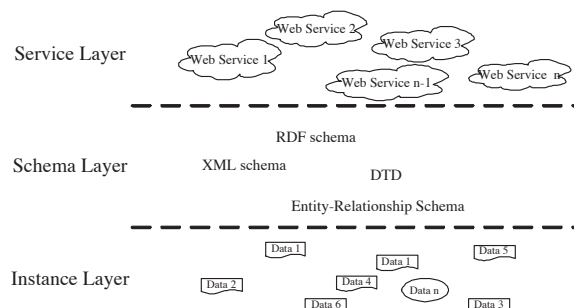 Service Layer
Web Service 1
Web Service 2
Web Service 3
Web Service n-1
Web Service n
Schema Layer
RDF schema
XML schema
DTD
Entity-Relationship Schema
Instance Layer
Data 1
Data 5
Data 1
Data 2
Data 4
Data n
Data 6
Data 3